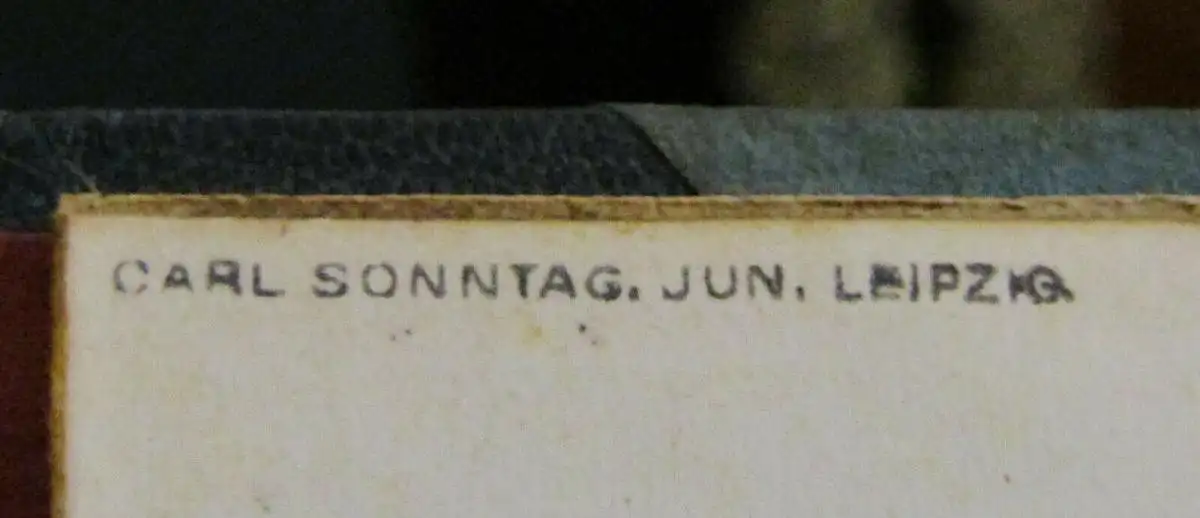 CARL SONNTAG. JUN. LEIPZIG.